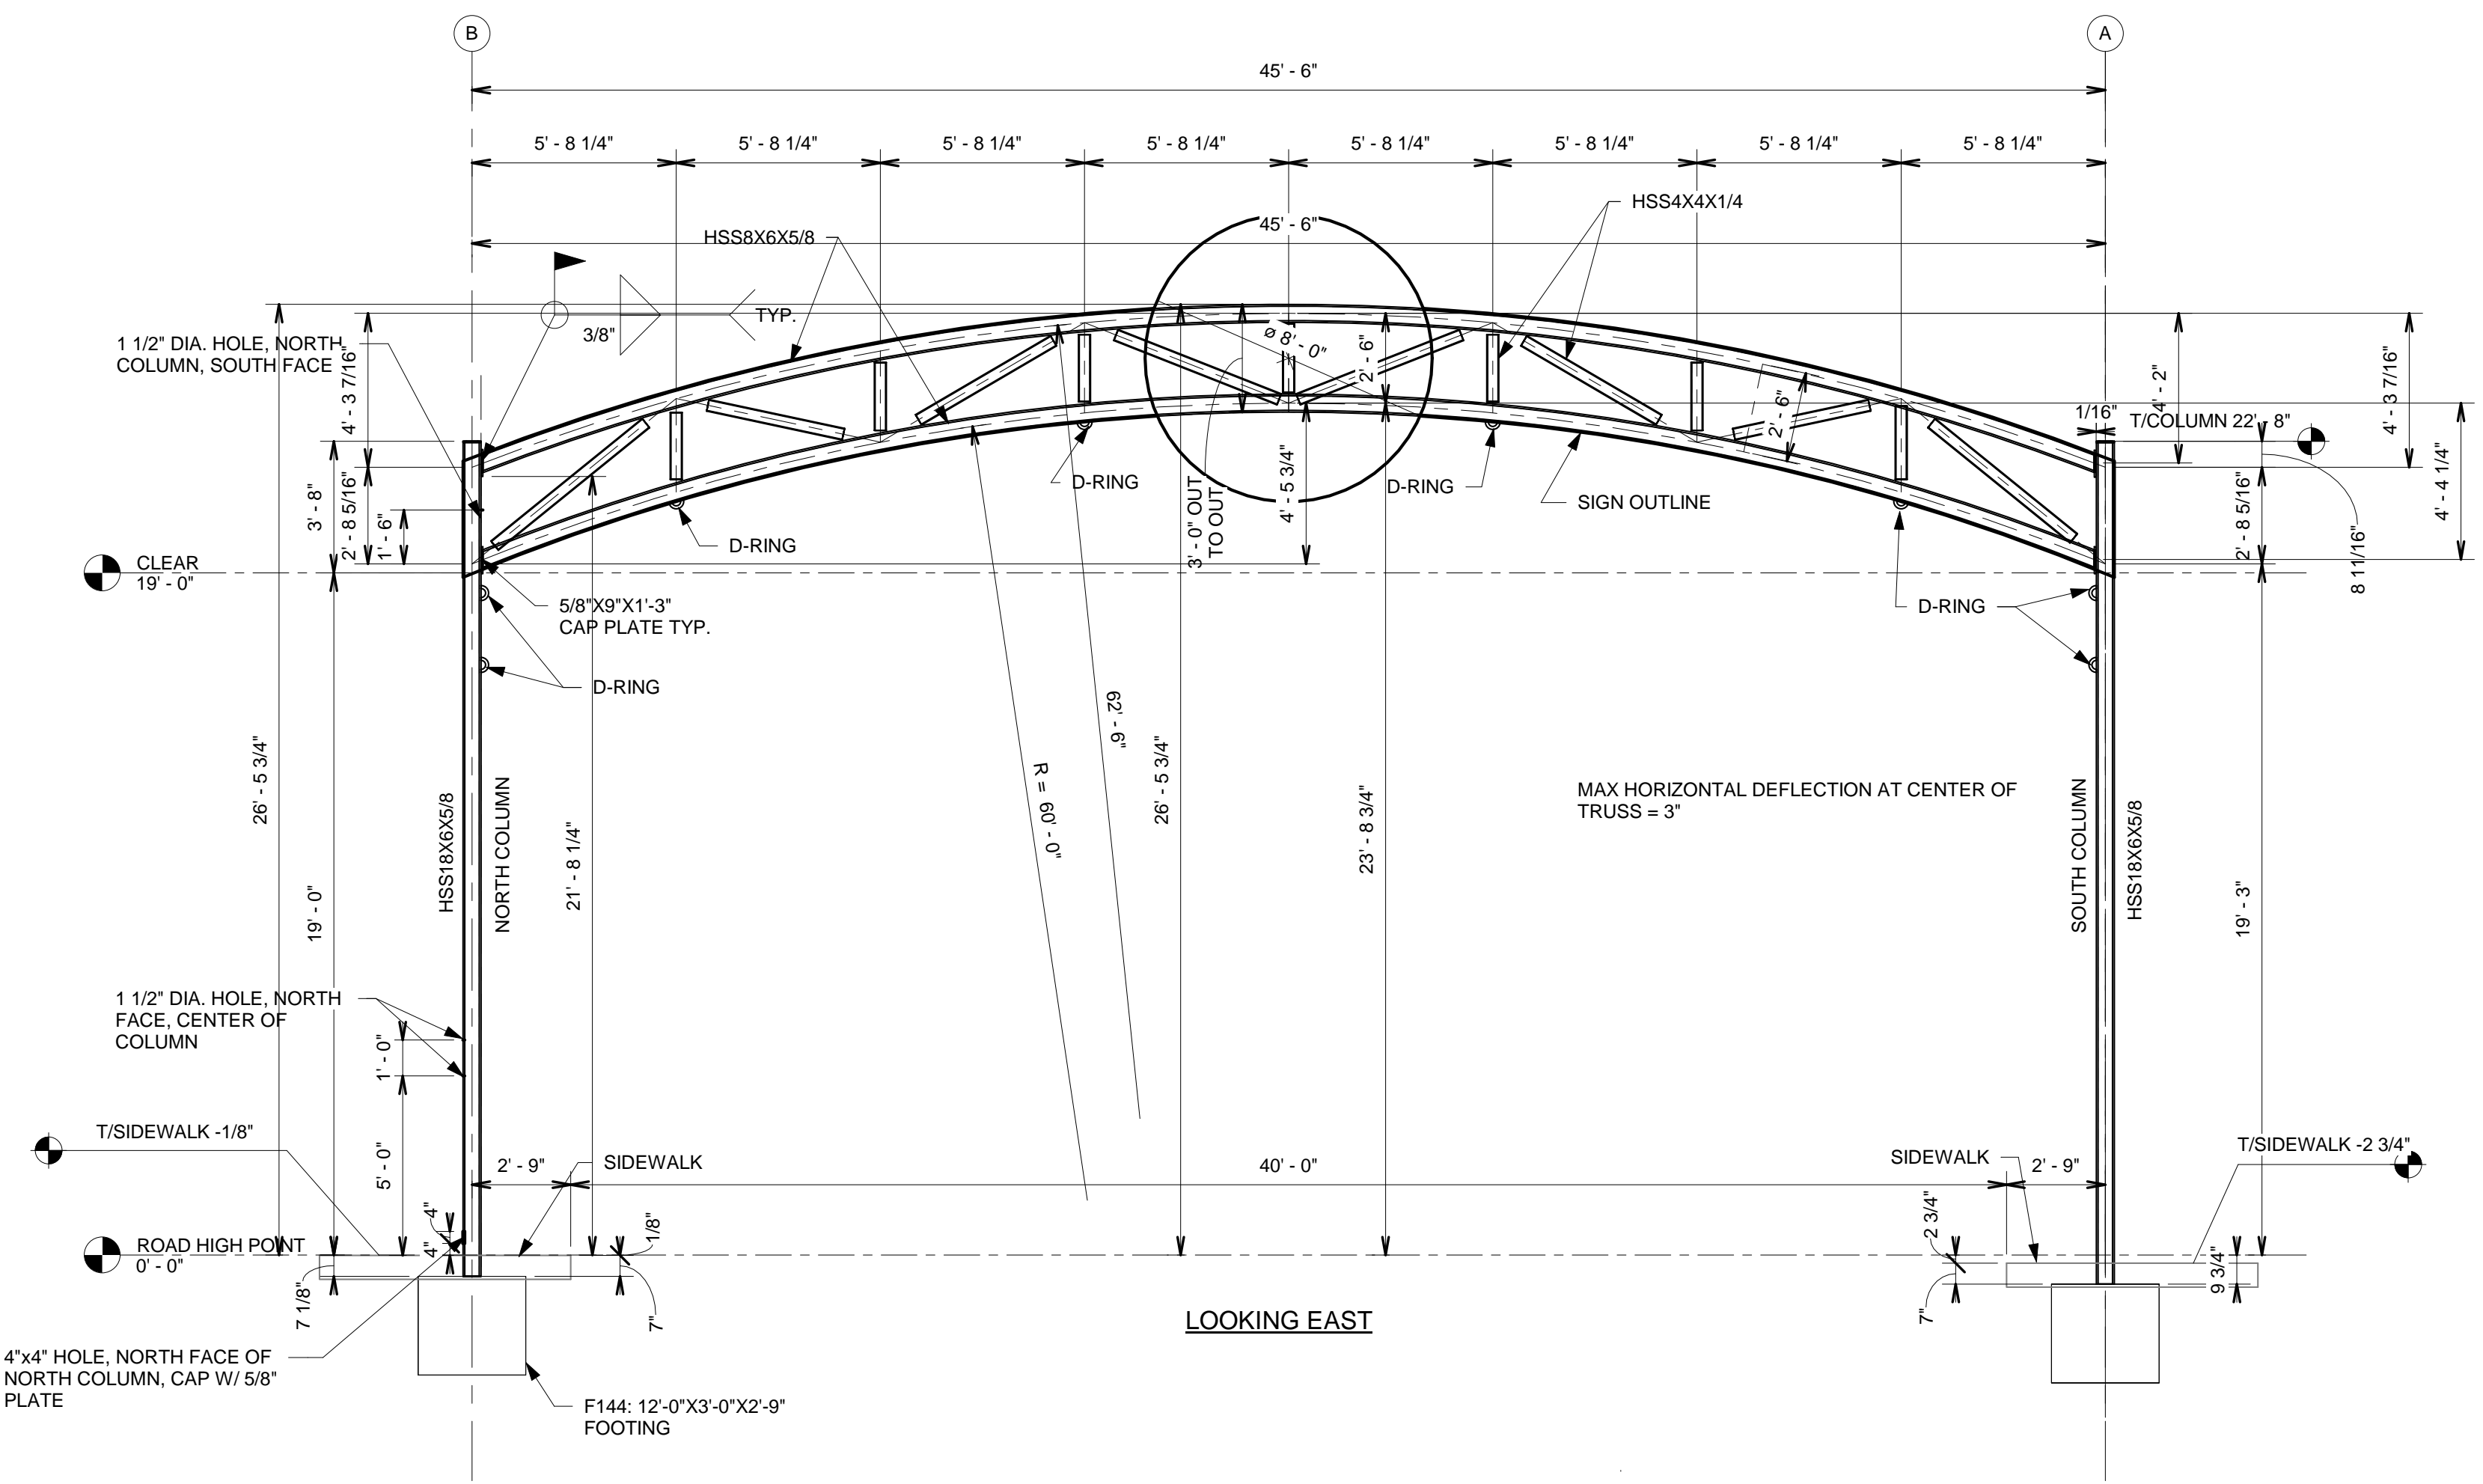 B
A
45' - 6"
5' - 8 1/4"
5' - 8 1/4"
5' - 8 1/4"
5' - 8 1/4"
5' - 8 1/4"
5' - 8 1/4"
5' - 8 1/4"
5' - 8 1/4"
HSS4X4X1/4
45' - 6"
HSS8X6X5/8
3/8"
TYP.
1 1/2" DIA. HOLE, NORTH
COLUMN, SOUTH FACE
4' - 3 7/16"
ø 8' - 0"
2' - 6"
2' - 6"
4' - 2"
4' - 3 7/16"
1/16"
T/COLUMN 22' - 8"
3' - 8"
2' - 8 5/16"
1' - 6"
D-RING
D-RING
3' - 0" OUT
TO OUT
4' - 5 3/4"
SIGN OUTLINE
2' - 8 5/16"
8 11/16"
4' - 4 1/4"
D-RING
CLEAR
19' - 0"
5/8"X9"X1'-3"
CAP PLATE TYP.
D-RING
D-RING
26' - 5 3/4"
19' - 0"
HSS18X6X5/8
NORTH COLUMN
21' - 8 1/4"
R = 60' - 0"
62' - 6"
26' - 5 3/4"
23' - 8 3/4"
MAX HORIZONTAL DEFLECTION AT CENTER OF
TRUSS = 3"
SOUTH COLUMN
HSS18X6X5/8
19' - 3"
1 1/2" DIA. HOLE, NORTH
FACE, CENTER OF
COLUMN
1' - 0"
5' - 0"
T/SIDEWALK -1/8"
2' - 9"
SIDEWALK
40' - 0"
SIDEWALK
2' - 9"
T/SIDEWALK -2 3/4"
4"
4"
1/8"
2 3/4"
ROAD HIGH POINT
0' - 0"
7 1/8"
7"
7"
9 3/4"
LOOKING EAST
4"x4" HOLE, NORTH FACE OF
NORTH COLUMN, CAP W/ 5/8"
PLATE
F144: 12'-0"X3'-0"X2'-9"
FOOTING